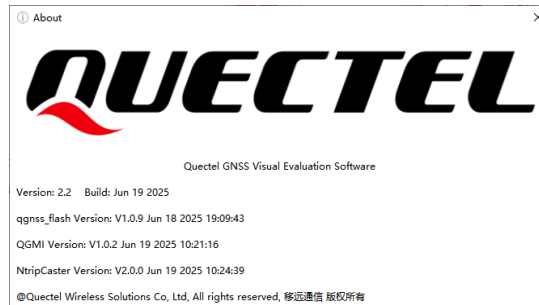 About
QUECTEL
Quectel GNSS Visual Evaluation Software
Version: 2.2 Build: Jun 19 2025
qgnss_flash Version: V1.0.9 Jun 18 2025 19:09:43
QGMI Version: V1.0.2 Jun 19 2025 10:21:16
NtripCaster Version: V2.0.0 Jun 19 2025 10:24:39
@Quectel Wireless Solutions Co, Ltd, All rights reserved, 移远通信 版权所有